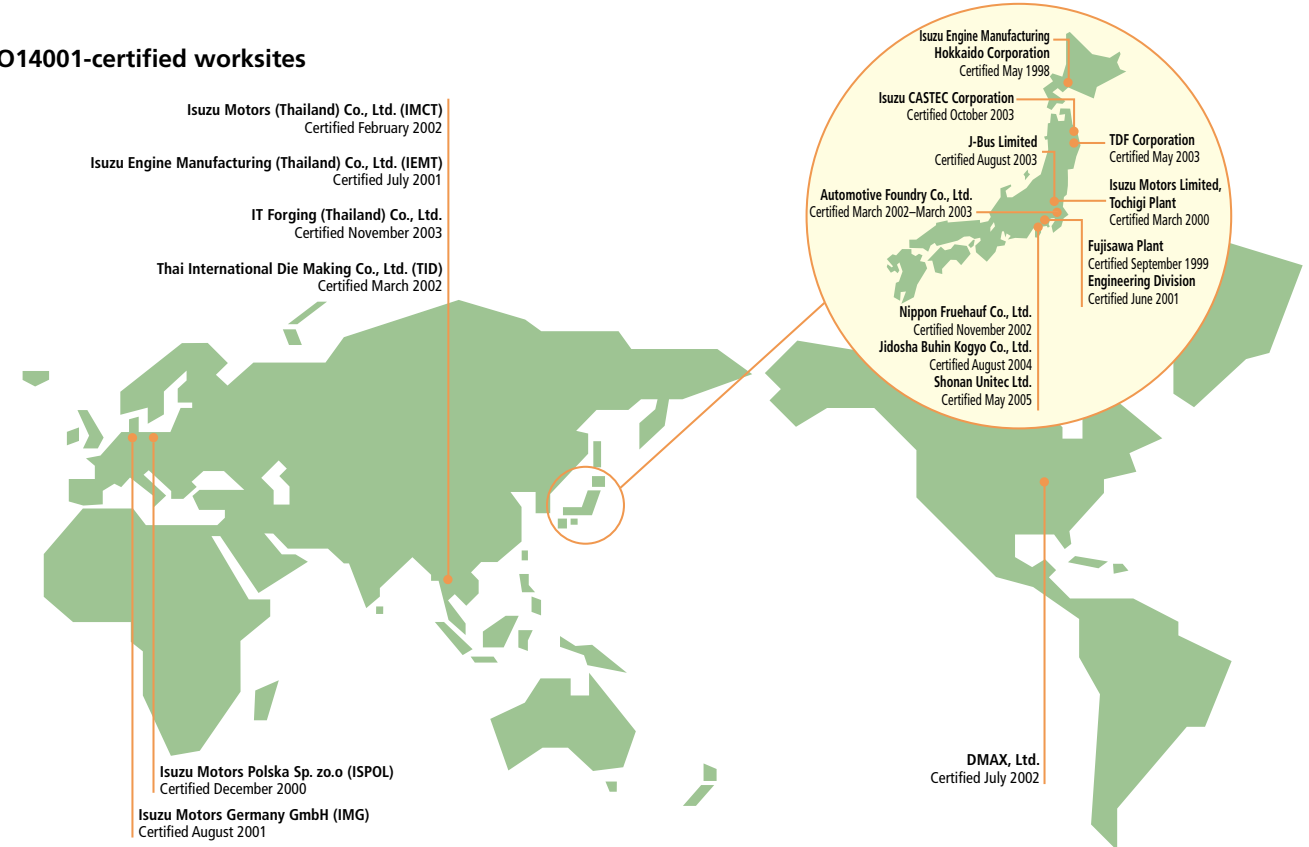 O14001-certified worksites
Isuzu Motors (Thailand) Co., Ltd. (IMCT)
Certified February 2002
Isuzu Engine Manufacturing (Thailand) Co., Ltd. (IEMT)
Certified July 2001
IT Forging (Thailand) Co., Ltd.
Certified November 2003
Thai International Die Making Co., Ltd. (TID)
Certified March 2002
Isuzu Engine Manufacturing
Hokkaido Corporation
Certified May 1998
Isuzu CASTEC Corporation
Certified October 2003
J-Bus Limited
Certified August 2003
Automotive Foundry Co., Ltd.
Certified March 2002–March 2003
TDF Corporation
Certified May 2003
Isuzu Motors Limited,
Tochigi Plant
Certified March 2000
Fujisawa Plant
Certified September 1999
Engineering Division
Certified June 2001
Nippon Fruehauf Co., Ltd.
Certified November 2002
Jidosha Buhin Kogyo Co., Ltd.
Certified August 2004
Shonan Unitec Ltd.
Certified May 2005
Isuzu Motors Polska Sp. zo.o (ISPOL)
Certified December 2000
Isuzu Motors Germany GmbH (IMG)
Certified August 2001
DMAX, Ltd.
Certified July 2002